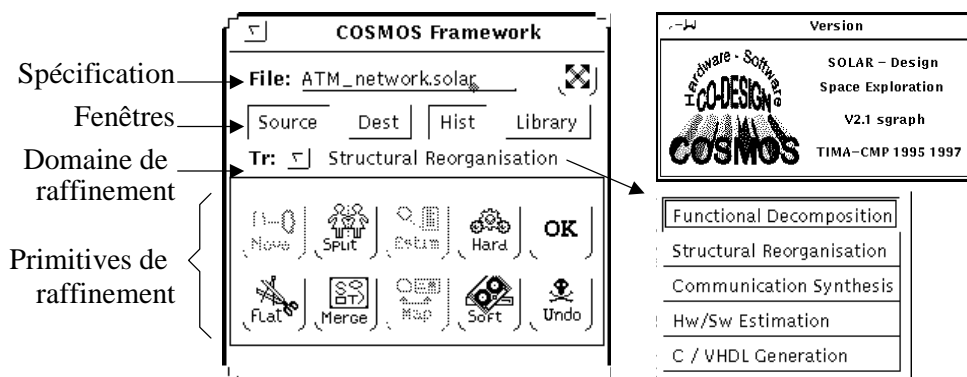 Spécification
Fenêtres
Domaine de
raffinement
Primitives de
raffinement
COSMOS Framework
File: ATM_network.solar
Source Dest Hist Library
Tr: Structural Reorganisation
Move Split Estim Hard OK
Flat Merge Map Soft Undo
Version
Hardware - Software
CO-DESIGN
COSMOS
SOLAR - Design
Space Exploration
V2.1 sgraph
TIMA-CMP 1995 1997
Functional Decomposition
Structural Reorganisation
Communication Synthesis
Hw/Sw Estimation
C / VHDL Generation